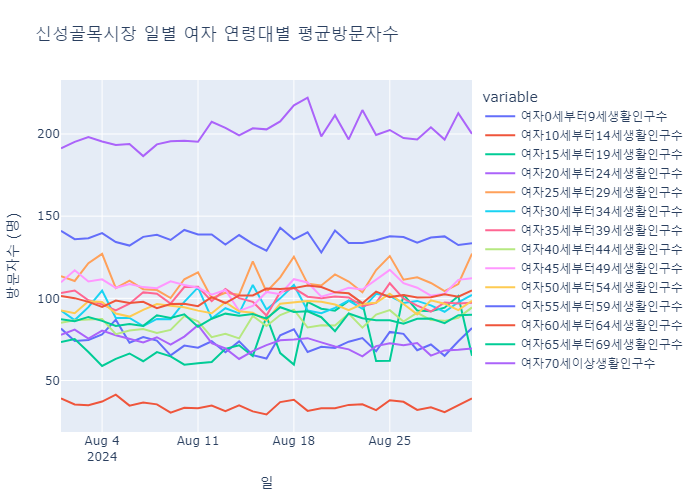 신성골목시장 일별 여자 연령대별 평균방문자수
variable
여자0세부터9세생활인구수
여자10세부터14세생활인구수
여자15세부터19세생활인구수
여자20세부터24세생활인구수
여자25세부터29세생활인구수
여자30세부터34세생활인구수
여자35세부터39세생활인구수
여자40세부터44세생활인구수
여자45세부터49세생활인구수
여자50세부터54세생활인구수
여자55세부터59세생활인구수
여자60세부터64세생활인구수
여자65세부터69세생활인구수
여자70세이상생활인구수
방문자수 (명)
200
150
100
50
Aug 4
2024
Aug 11
Aug 18
Aug 25
일